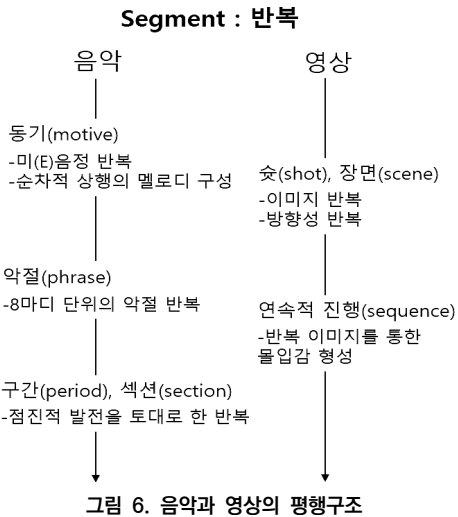 Segment : 반복
음악
영상
동기(motive)
-미(E)음정 반복
-순차적 상행의 멜로디 구성
숏(shot), 장면(scene)
-이미지 반복
-방향성 반복
악절(phrase)
-8마디 단위의 악절 반복
연속적 진행(sequence)
-반복 이미지를 통한
몰입감 형성
구간(period), 섹션(section)
-점진적 발전을 토대로 한 반복
그림 6. 음악과 영상의 평행구조